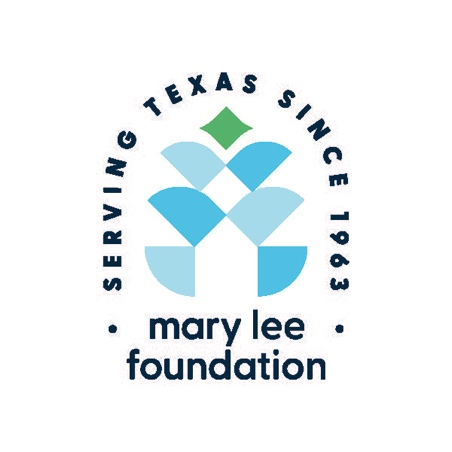 SERVING TEXAS SINCE 1963
• mary lee •
foundation